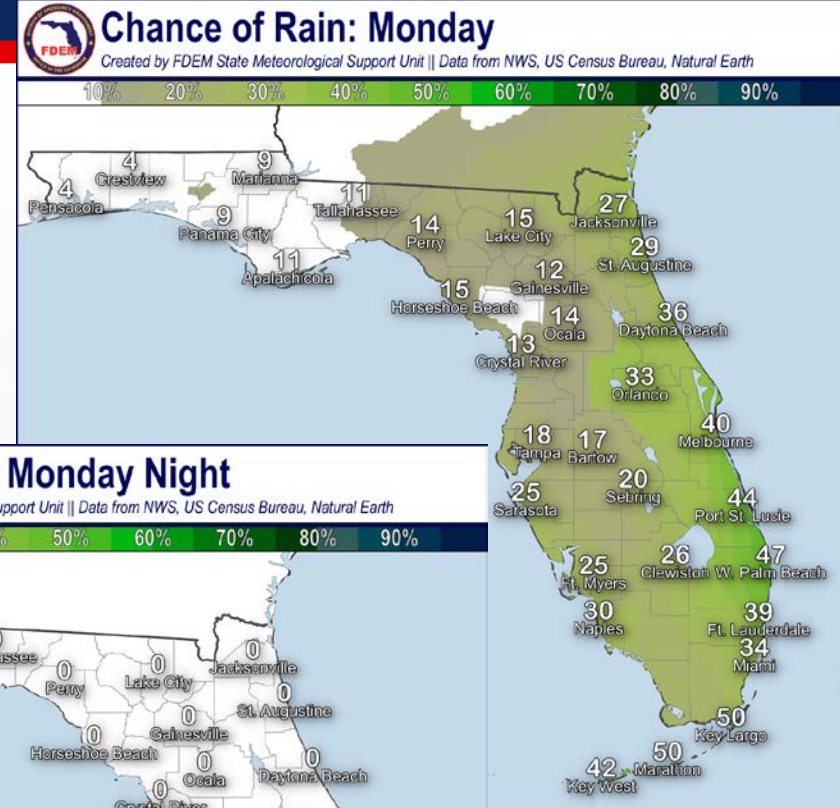 FDEM
Chance of Rain: Monday
Created by FDEM State Meteorological Support Unit || Data from NWS, US Census Bureau, Natural Earth
10% 20% 30% 40% 50% 60% 70% 80% 90%
4
Pensacola
4
Crestview
9
Marianna
9
Panama City
11
Apalachicola
11
Tallahassee
14
Perry
15
Lake City
27
Jacksonville
29
St. Augustine
12
Gainesville
15
Horseshoe Beach
14
Ocala
36
Daytona Beach
13
Crystal River
33
Orlando
40
Melbourne
18
Tampa
17
Bartow
20
Sebring
25
Sarasota
44
Port St. Lucie
25
Ft. Myers
26
Clewiston
47
W. Palm Beach
30
Naples
39
Ft. Lauderdale
34
Miami
50
Key Largo
50
Marathon
42
Key West
Monday Night
upport Unit || Data from NWS, US Census Bureau, Natural Earth
% 50% 60% 70% 80% 90%
assee
0
Perry
0
Lake City
0
Jacksonville
0
St. Augustine
0
Gainesville
0
Horseshoe Beach
0
Ocala
0
Daytona Beach
0
Crystal River